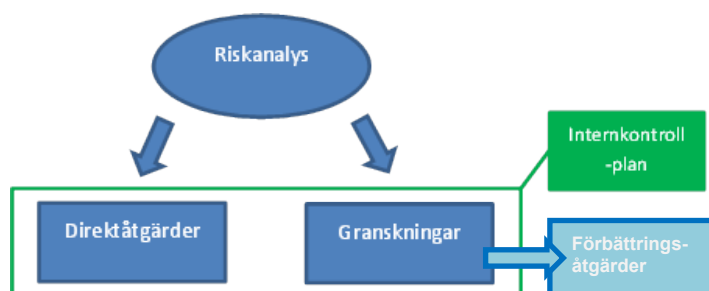 Riskanalys
Internkontroll
-plan
Direktåtgärder
Granskningar
Förbättrings-
åtgärder